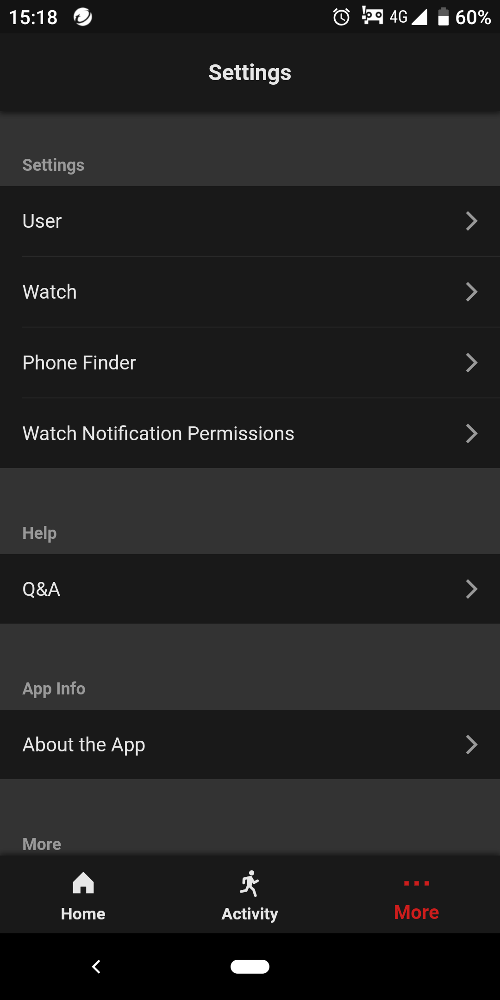 15:18
4G
60%
Settings
Settings
User
Watch
Phone Finder
Watch Notification Permissions
Help
Q&A
App Info
About the App
More
Home
Activity
More